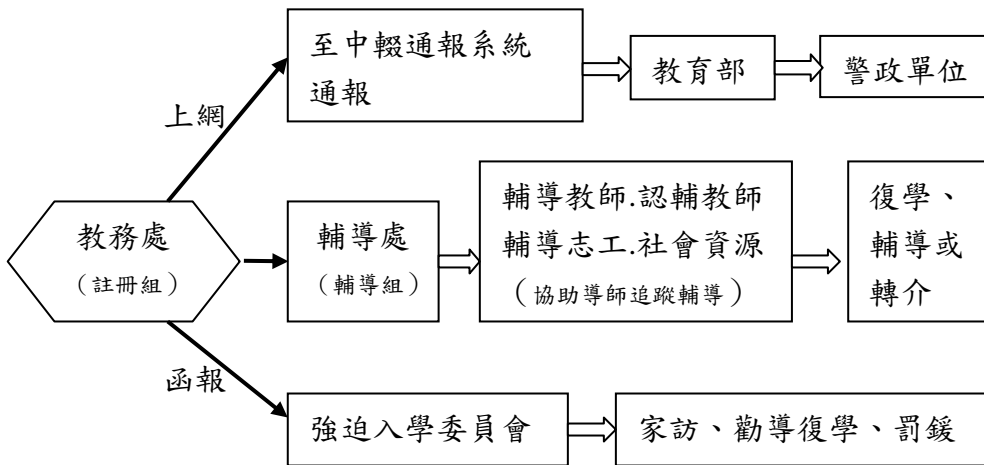 至中輟通報系統
通報
教育部
警政單位
上網
教務處
（註冊組）
輔導處
（輔導組）
輔導教師.認輔教師
輔導志工.社會資源
（協助導師追蹤輔導）
復學、
輔導或
轉介
函報
強迫入學委員會
家訪、勸導復學、罰鍰